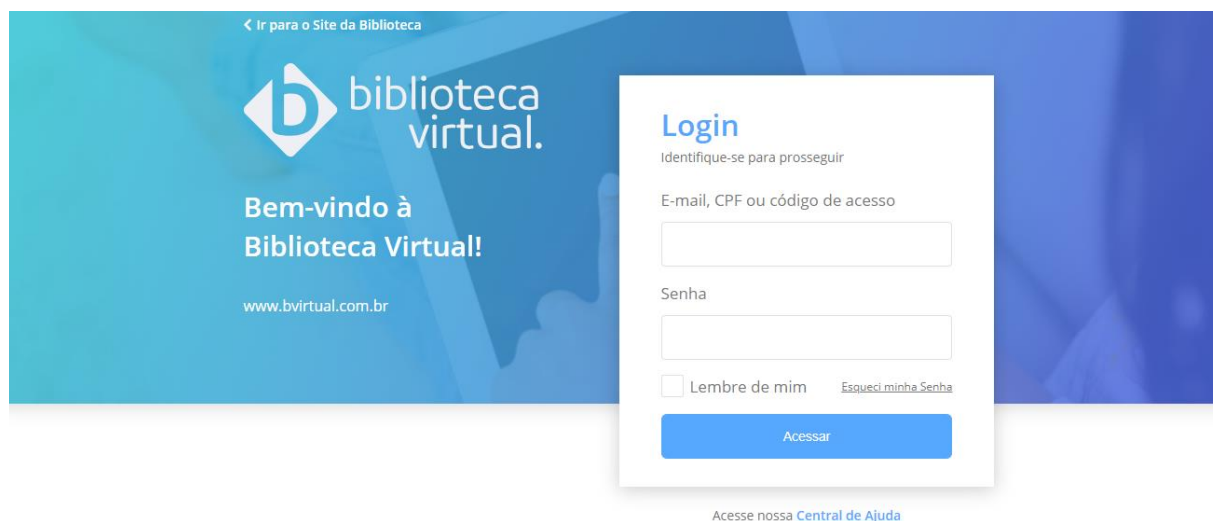 Ir para o Site da Biblioteca
biblioteca
virtual.
Bem-vindo à
Biblioteca Virtual!
www.bvirtual.com.br
Login
Identifique-se para prosseguir
E-mail, CPF ou código de acesso
Senha
Lembre de mim Esqueci minha Senha
Acessar
Acesse nossa Central de Ajuda